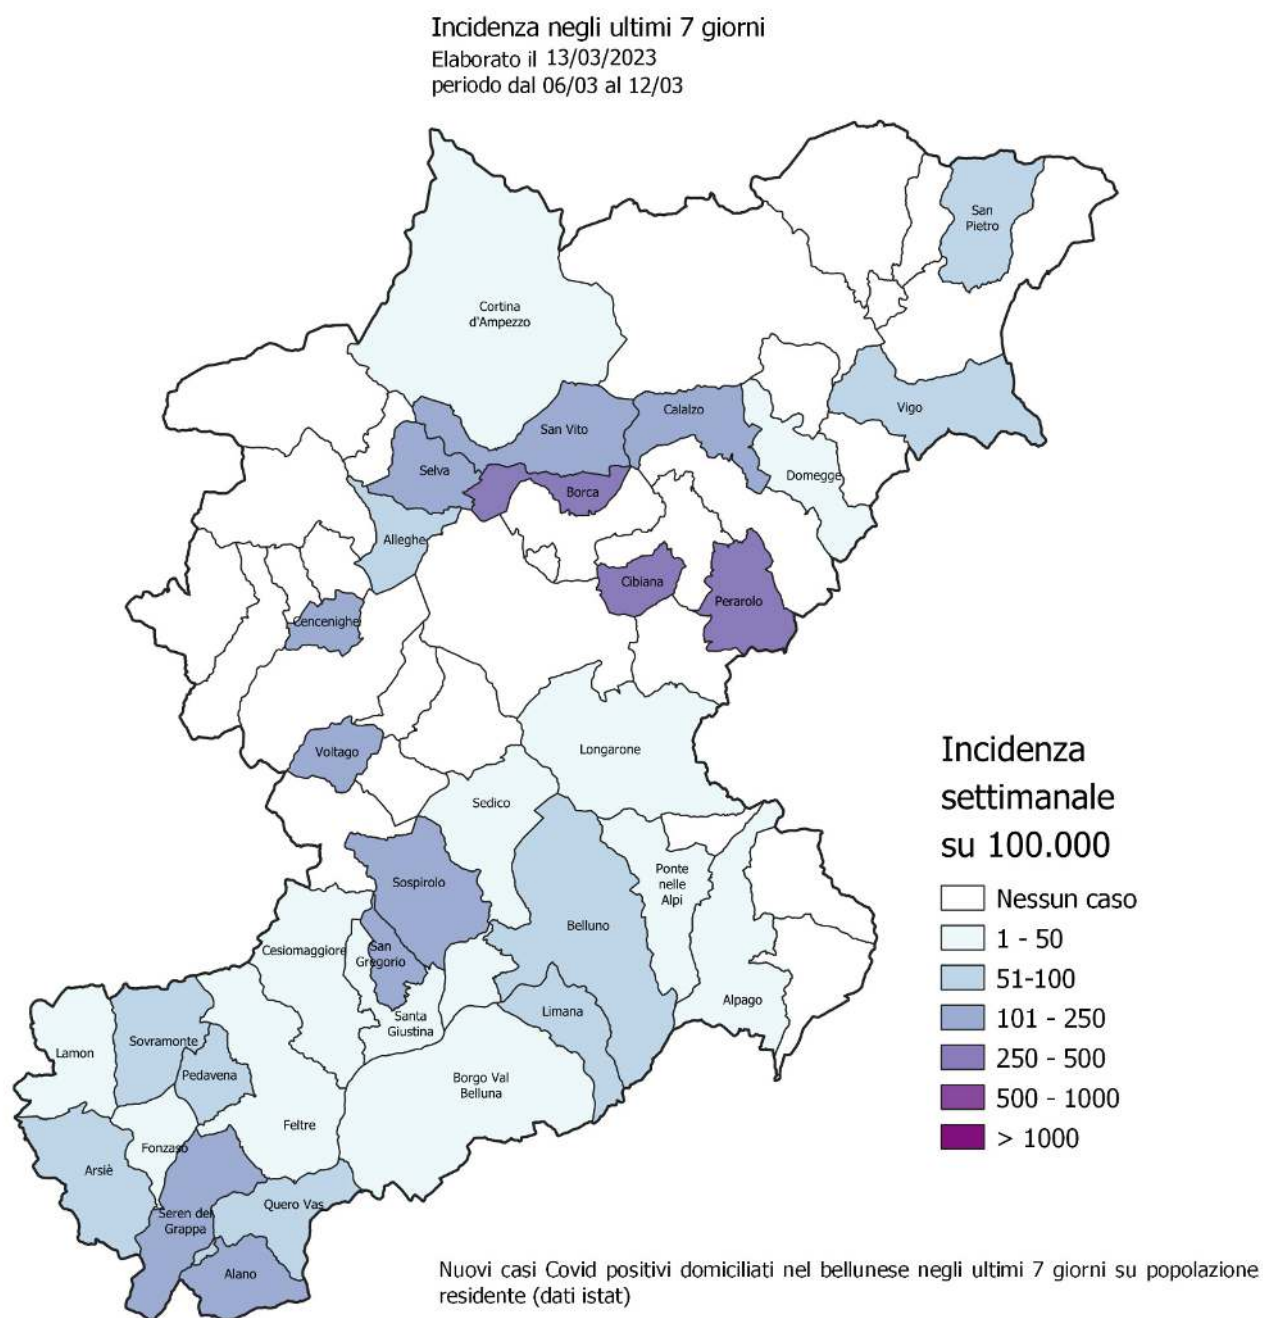 Incidenza negli ultimi 7 giorni
Elaborato il 13/03/2023
periodo dal 06/03 al 12/03
San
Pietro
Cortina
d'Ampezzo
Vigo
Calalzo
San Vito
Selva
Domegge
Borca
Alleghe
Cibiana
Perarolo
Cencenighe
Voltago
Longarone
Sedico
Sospirolo
Ponte
nelle
Alpi
Belluno
Cesiomaggiore
San
Gregorio
Alpago
Santa
Giustina
Limana
Sovramonte
Lamon
Pedavena
Borgo Val
Belluna
Feltre
Fonzaso
Arsiè
Quero Vas
Seren del
Grappa
Alano
Incidenza
settimanale
su 100.000
Nessun caso
1 - 50
51-100
101 - 250
250 - 500
500 - 1000
> 1000
Nuovi casi Covid positivi domiciliati nel bellunese negli ultimi 7 giorni su popolazione
residente (dati istat)